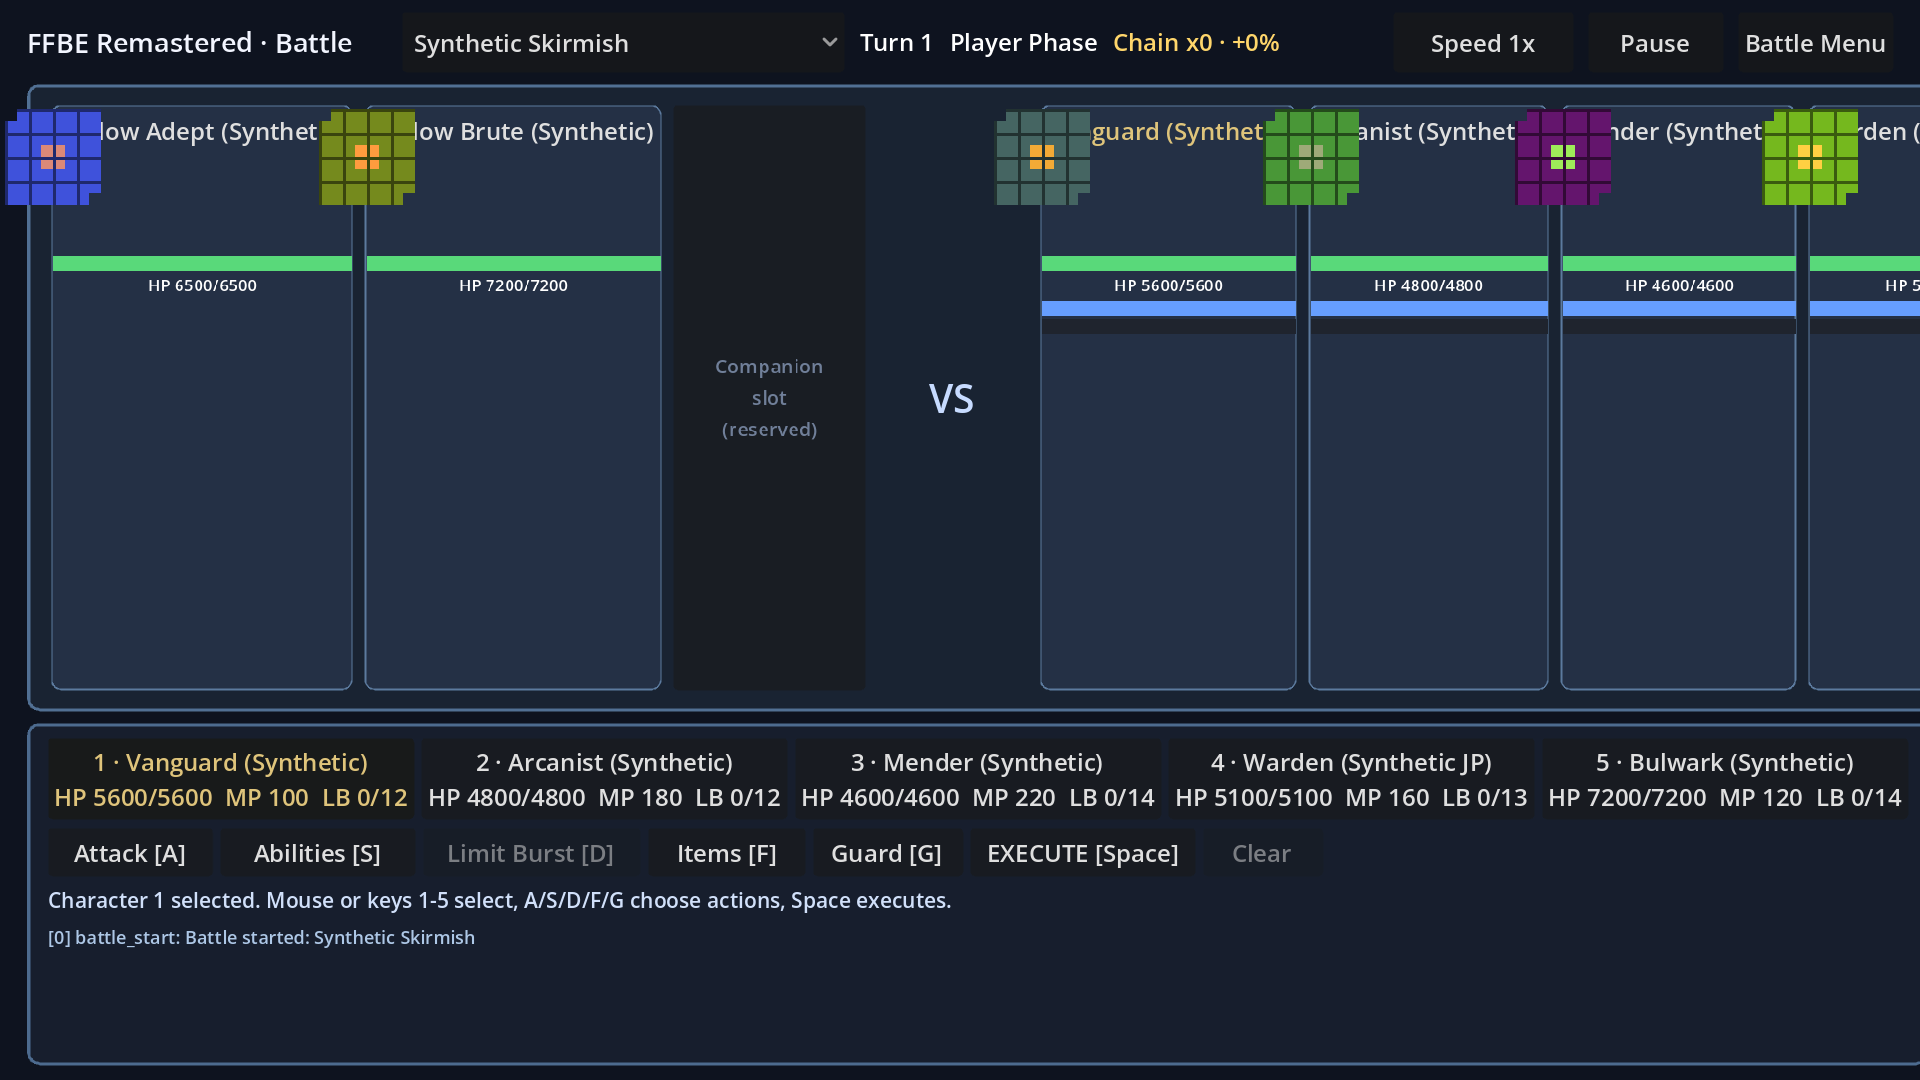 FFBE Remastered · Battle
Synthetic Skirmish
Turn 1 Player Phase Chain x0 · +0%
Speed 1x
Pause
Battle Menu
low Adept (Synthet
low Brute (Synthetic)
guard (Synthet
anist (Synthet
nder (Synthet
rden (
HP 6500/6500
HP 7200/7200
HP 5600/5600
HP 4800/4800
HP 4600/4600
HP 5
Companion
slot
(reserved)
VS
1 · Vanguard (Synthetic)
HP 5600/5600 MP 100 LB 0/12
2 · Arcanist (Synthetic)
HP 4800/4800 MP 180 LB 0/12
3 · Mender (Synthetic)
HP 4600/4600 MP 220 LB 0/14
4 · Warden (Synthetic JP)
HP 5100/5100 MP 160 LB 0/13
5 · Bulwark (Synthetic)
HP 7200/7200 MP 120 LB 0/14
Attack [A]
Abilities [S]
Limit Burst [D]
Items [F]
Guard [G]
EXECUTE [Space]
Clear
Character 1 selected. Mouse or keys 1-5 select, A/S/D/F/G choose actions, Space executes.
[0] battle_start: Battle started: Synthetic Skirmish